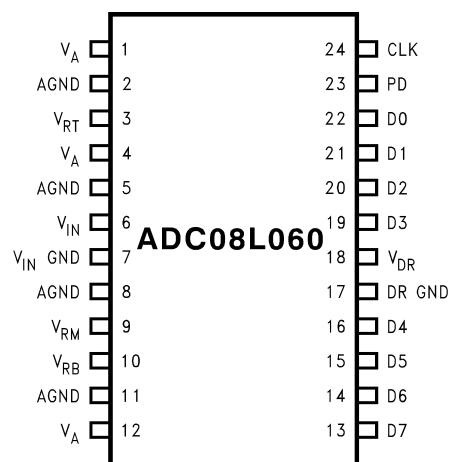 VA 1 24 CLK
AGND 2 23 PD
VRT 3 22 D0
VA 4 21 D1
AGND 5 20 D2
VIN 6 19 D3
ADC08L060
VIN GND 7 18 VDR
AGND 8 17 DR GND
VRM 9 16 D4
VRB 10 15 D5
AGND 11 14 D6
VA 12 13 D7